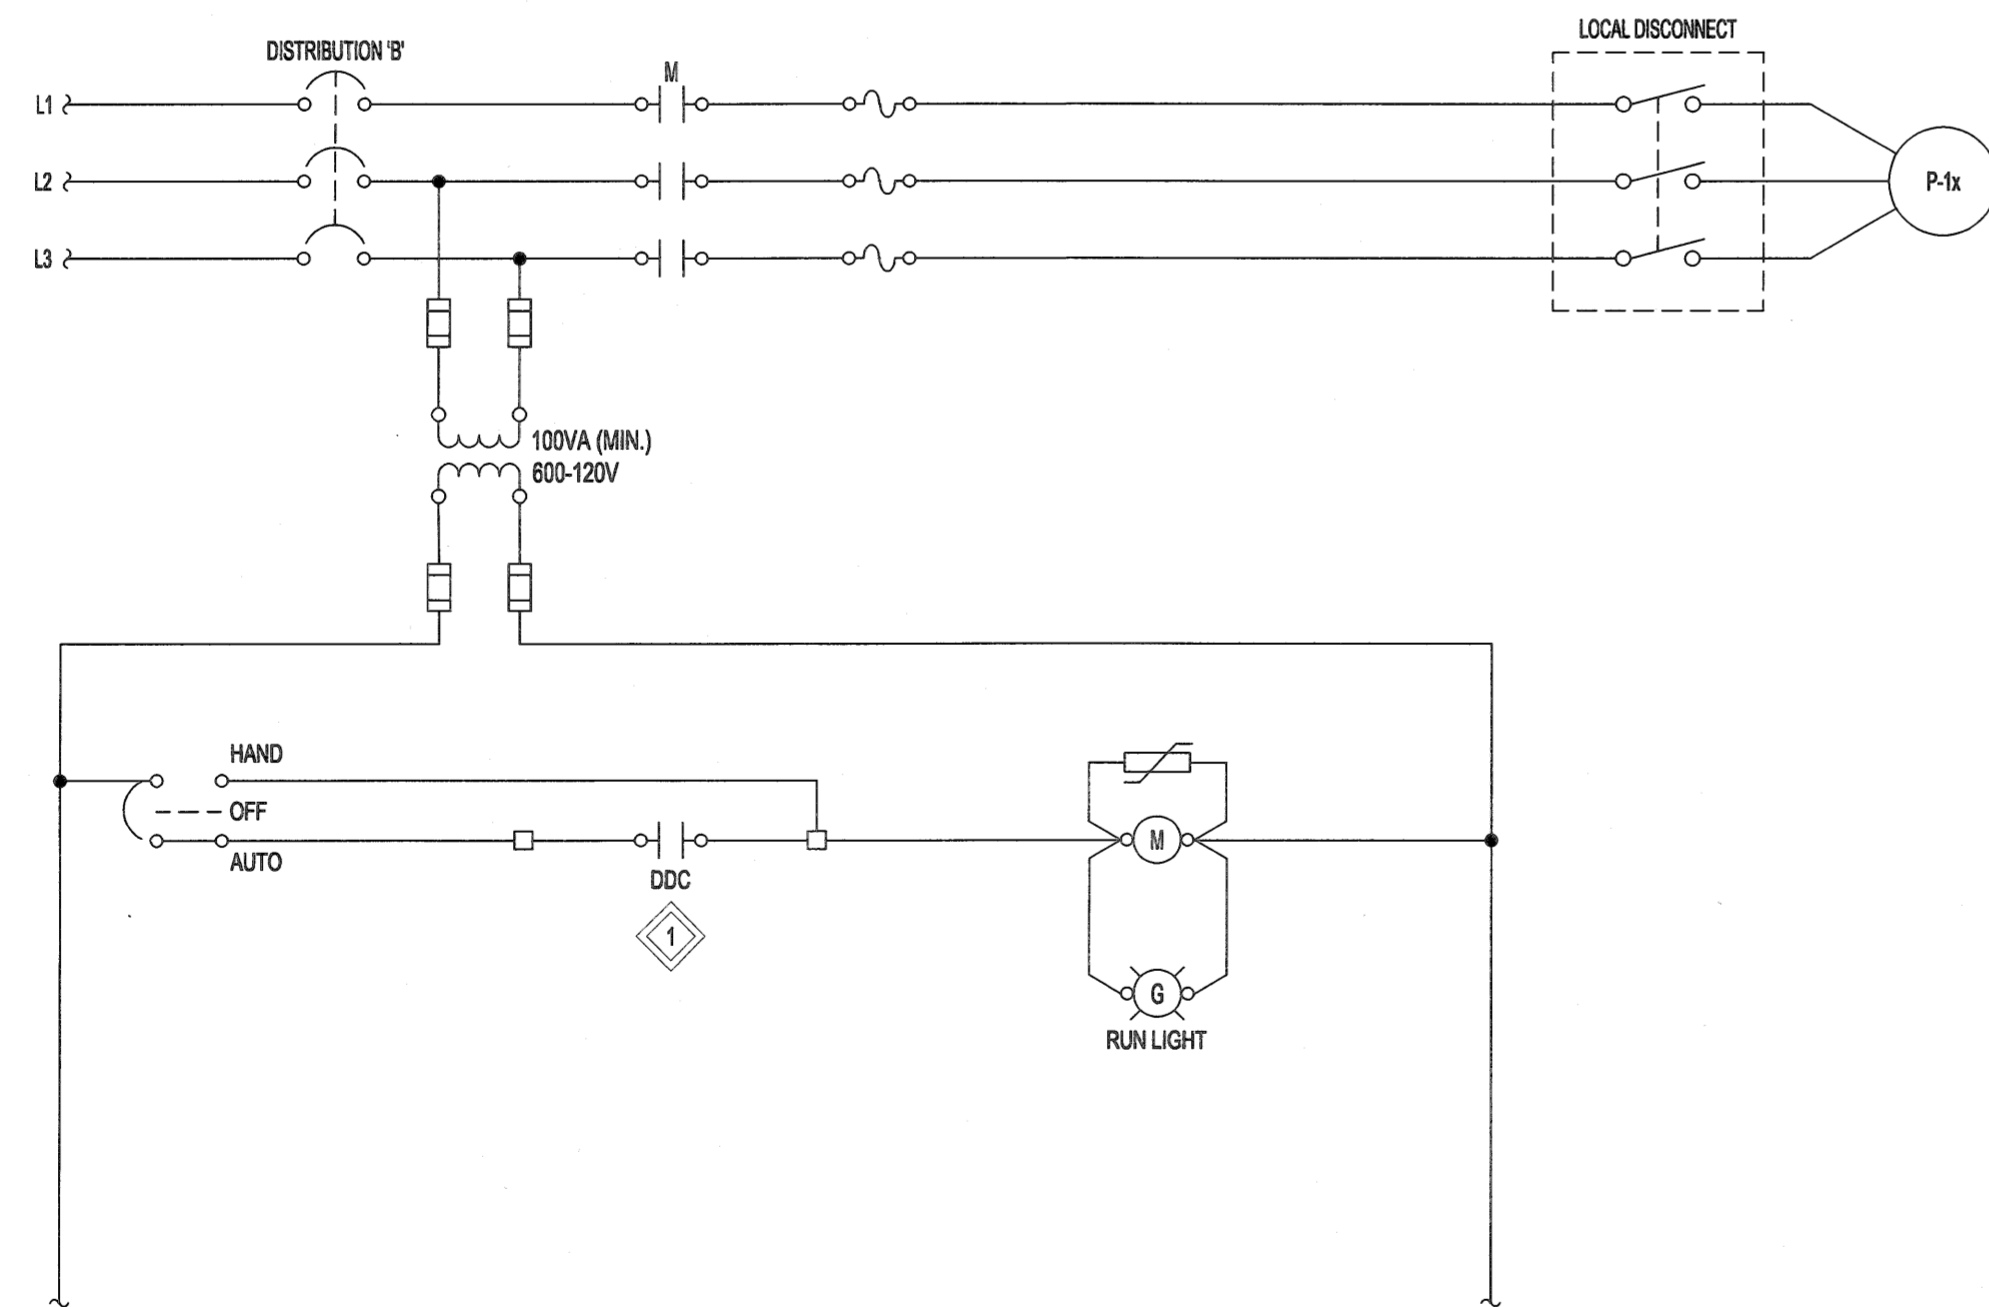 LOCAL DISCONNECT
DISTRIBUTION 'B'
M
L1
L2
P-1x
L3
100VA (MIN.)
600-120V
HAND
OFF
AUTO
M
DDC
1
G
RUN LIGHT